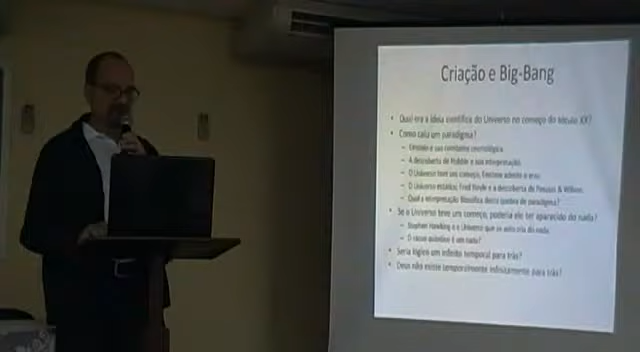 Criação e Big-Bang
• Qual era a ideia científica do Universo no começo do século XX?
• Como caiu um paradigma?
– Einstein e sua constante cosmológica
– A descoberta de Hubble e sua interpretação
– O Universo teve um começo, Einstein admite o erro
– O Universo estático, Fred Hoyle e a descoberta de Penzias & Wilson
– Qual a interpretação filosófica desta quebra de paradigma?
• Se o Universo teve um começo, poderia ele ter aparecido do nada?
– Stephen Hawking e o Universo que se auto cria do nada
– O vácuo quântico é um nada?
• Seria lógico um infinito temporal para trás?
• Deus não existe temporalmente infinitamente para trás?